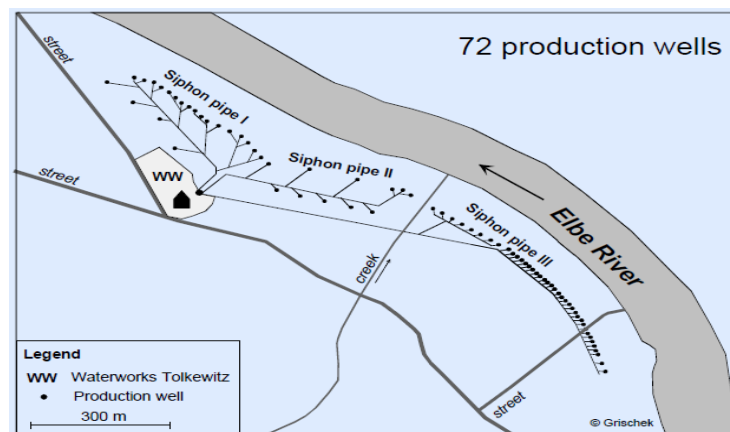 72 production wells
street
Siphon pipe I
Siphon pipe II
WW
street
Siphon pipe III
Elbe River
creek
street
Legend
WW Waterworks Tolkewitz
Production well
300 m
© Grischek